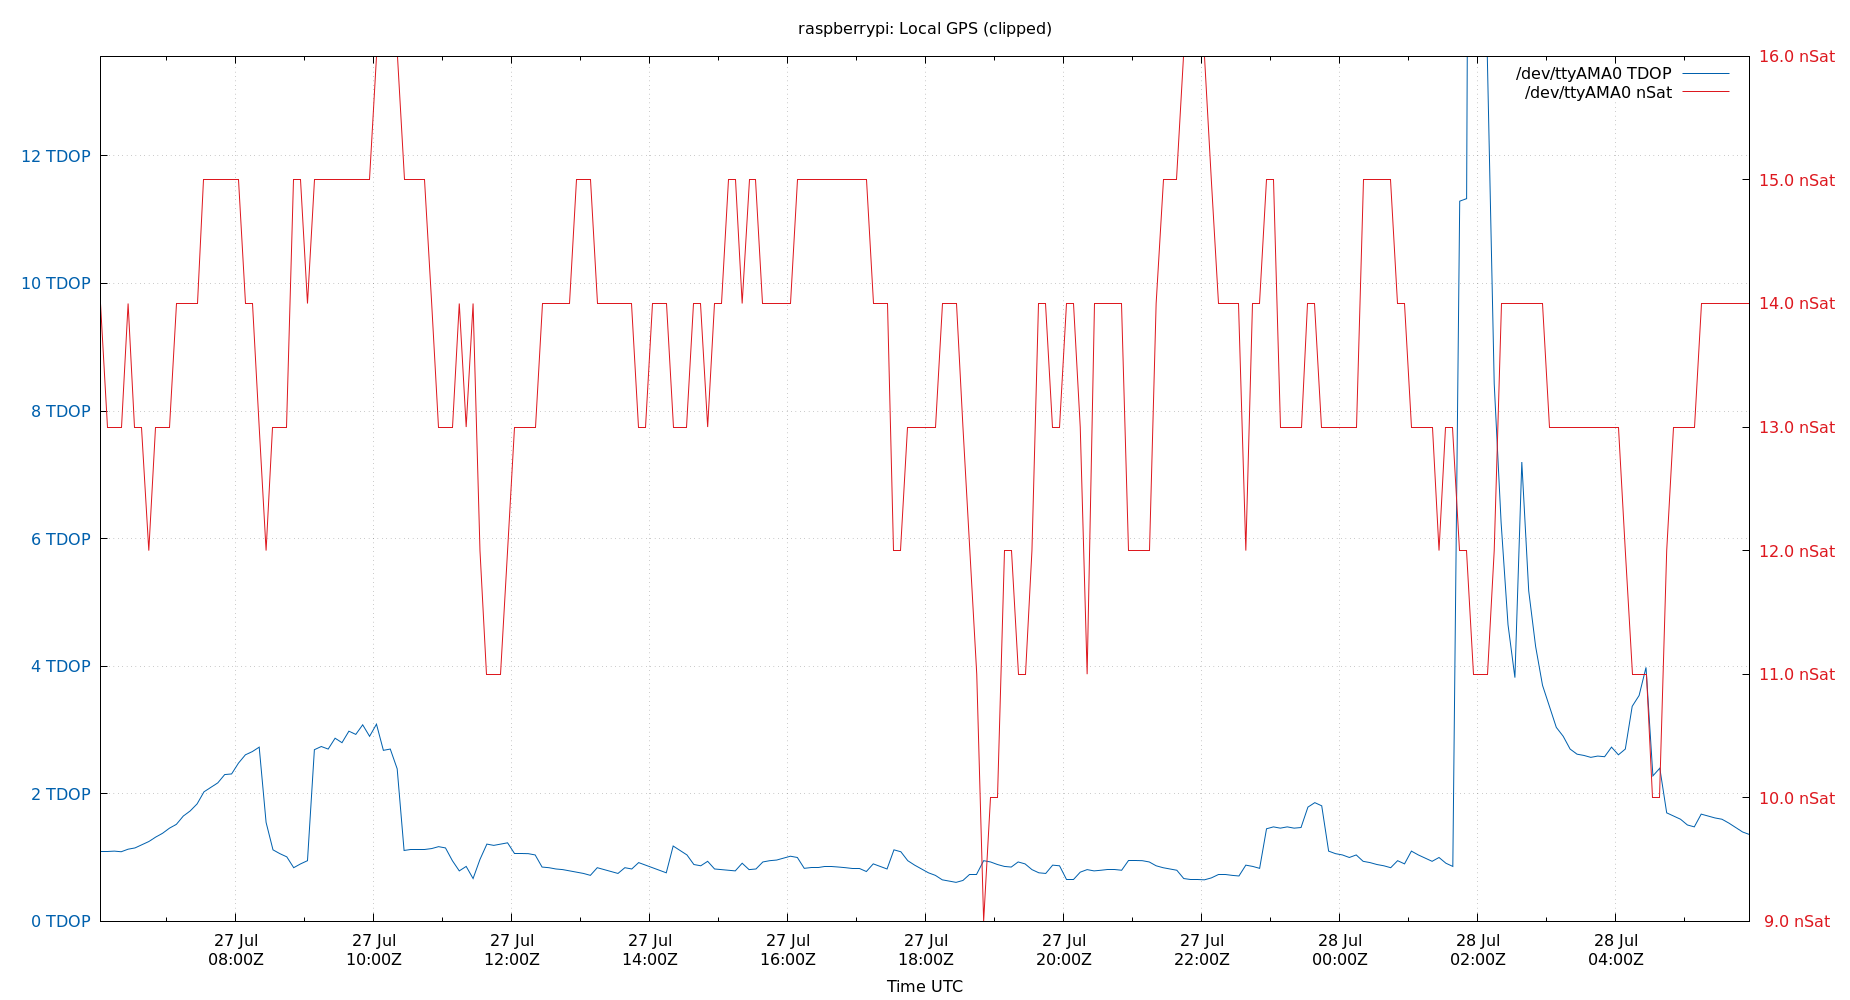 raspberrypi: Local GPS (clipped)
16.0 nSat
/dev/ttyAMA0 TDOP
/dev/ttyAMA0 nSat
12 TDOP
15.0 nSat
10 TDOP
14.0 nSat
8 TDOP
13.0 nSat
6 TDOP
12.0 nSat
4 TDOP
11.0 nSat
2 TDOP
10.0 nSat
0 TDOP
9.0 nSat
27 Jul 27 Jul 27 Jul 27 Jul 27 Jul 27 Jul 27 Jul 27 Jul 28 Jul 28 Jul 28 Jul
08:00Z 10:00Z 12:00Z 14:00Z 16:00Z 18:00Z 20:00Z 22:00Z 00:00Z 02:00Z 04:00Z
Time UTC